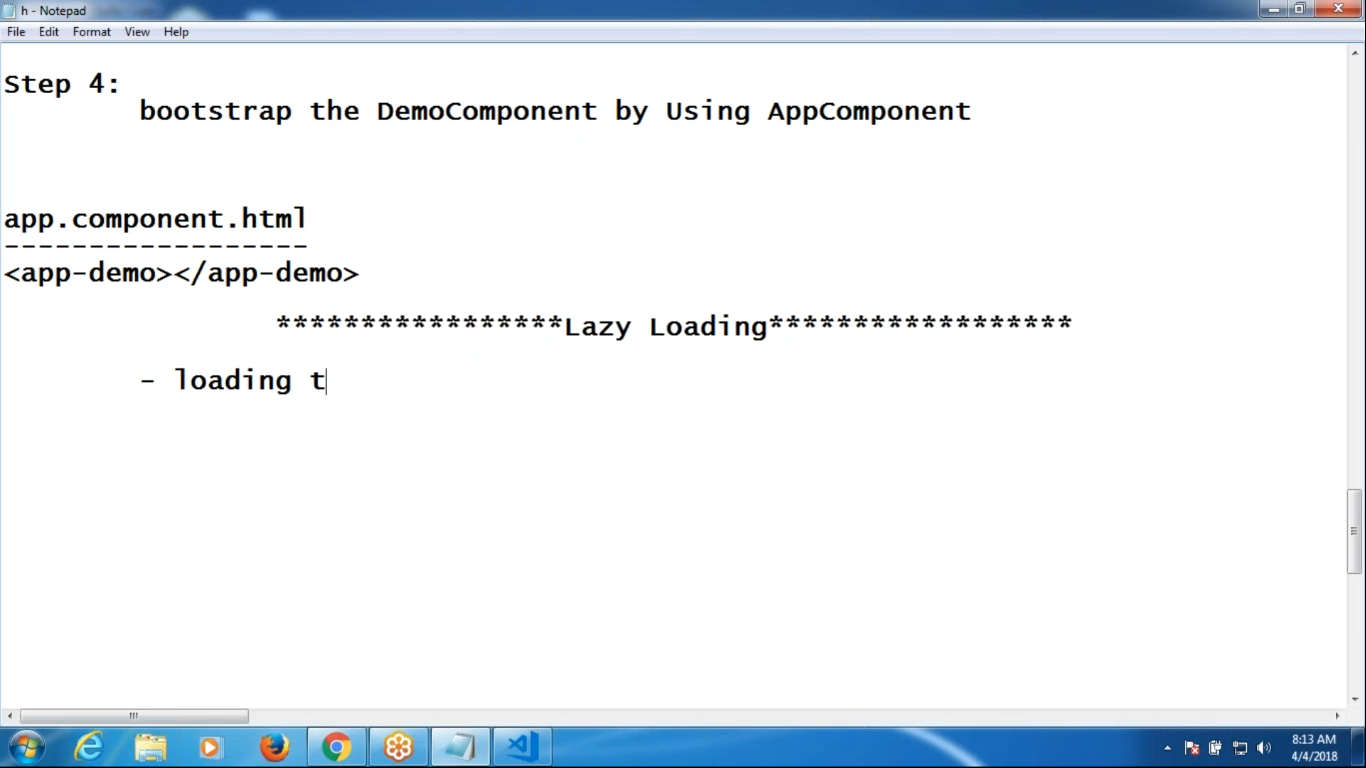 h - Notepad
File Edit Format View Help
Step 4:
bootstrap the DemoComponent by Using AppComponent
app.component.html
------------------
<app-demo></app-demo>
*****************Lazy Loading******************
- loading t
8:13 AM
4/4/2018